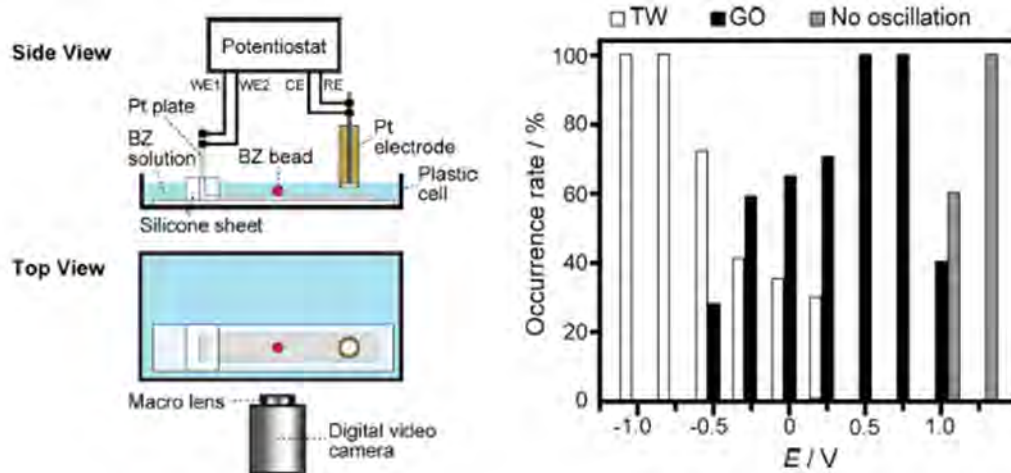 Side View
Potentiostat
WE1 WE2 CE RE
Pt plate
BZ
solution
BZ bead
Pt
electrode
Plastic
cell
Silicone sheet
Top View
Macro lens
Digital video
camera
TW GO No oscillation
Occurrence rate / %
100
80
60
40
20
0
-1.0 -0.5 0 0.5 1.0
E / V